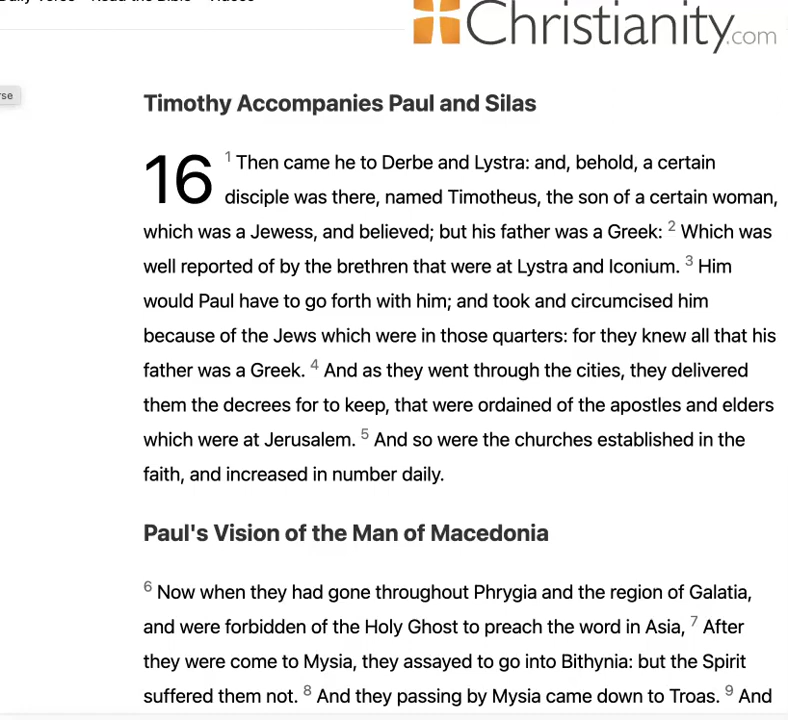 Christianity.com
rse
Timothy Accompanies Paul and Silas
16 1 Then came he to Derbe and Lystra: and, behold, a certain
disciple was there, named Timotheus, the son of a certain woman,
which was a Jewess, and believed; but his father was a Greek: 2 Which was
well reported of by the brethren that were at Lystra and Iconium. 3 Him
would Paul have to go forth with him; and took and circumcised him
because of the Jews which were in those quarters: for they knew all that his
father was a Greek. 4 And as they went through the cities, they delivered
them the decrees for to keep, that were ordained of the apostles and elders
which were at Jerusalem. 5 And so were the churches established in the
faith, and increased in number daily.
Paul's Vision of the Man of Macedonia
6 Now when they had gone throughout Phrygia and the region of Galatia,
and were forbidden of the Holy Ghost to preach the word in Asia, 7 After
they were come to Mysia, they assayed to go into Bithynia: but the Spirit
suffered them not. 8 And they passing by Mysia came down to Troas. 9 And